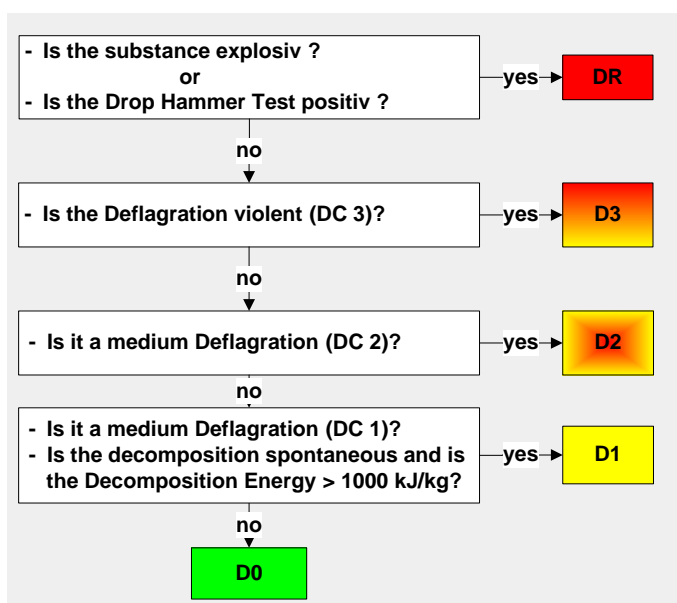 - Is the substance explosiv ?
or
- Is the Drop Hammer Test positiv ?
yes
DR
no
- Is the Deflagration violent (DC 3)?
yes
D3
no
- Is it a medium Deflagration (DC 2)?
yes
D2
no
- Is it a medium Deflagration (DC 1)?
- Is the decomposition spontaneous and is
the Decomposition Energy > 1000 kJ/kg?
yes
D1
no
D0